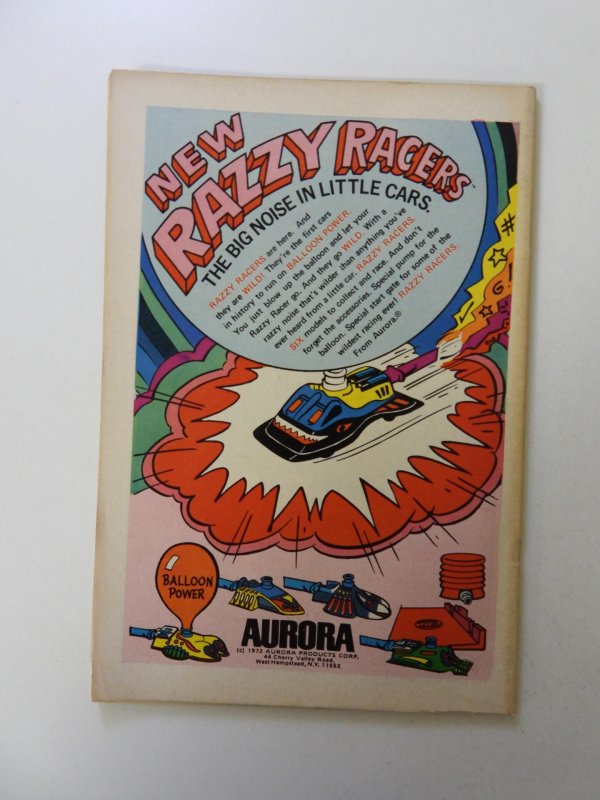 NEW
RAZZY RACERS™
THE BIG NOISE IN LITTLE CARS.
RAZZY RACERS are here. And
they are WILD! They're the first cars
in history to run on BALLOON POWER
You just blow up the balloon and let your
Razzy Racer go. And they go WILD. With a
razzy noise that's wilder than anything you've
ever heard from a little car. RAZZY RACERS.
SIX models to collect and race. And don't
forget the accessories. Special pump for the
balloon. Special start gate for some of the
wildest racing ever! RAZZY RACERS.
From Aurora.®
#
6!
BALLOON
POWER
AURORA
(c) 1972 AURORA PRODUCTS CORP.
44 Cherry Valley Road,
West Hempstead, N.Y. 11552